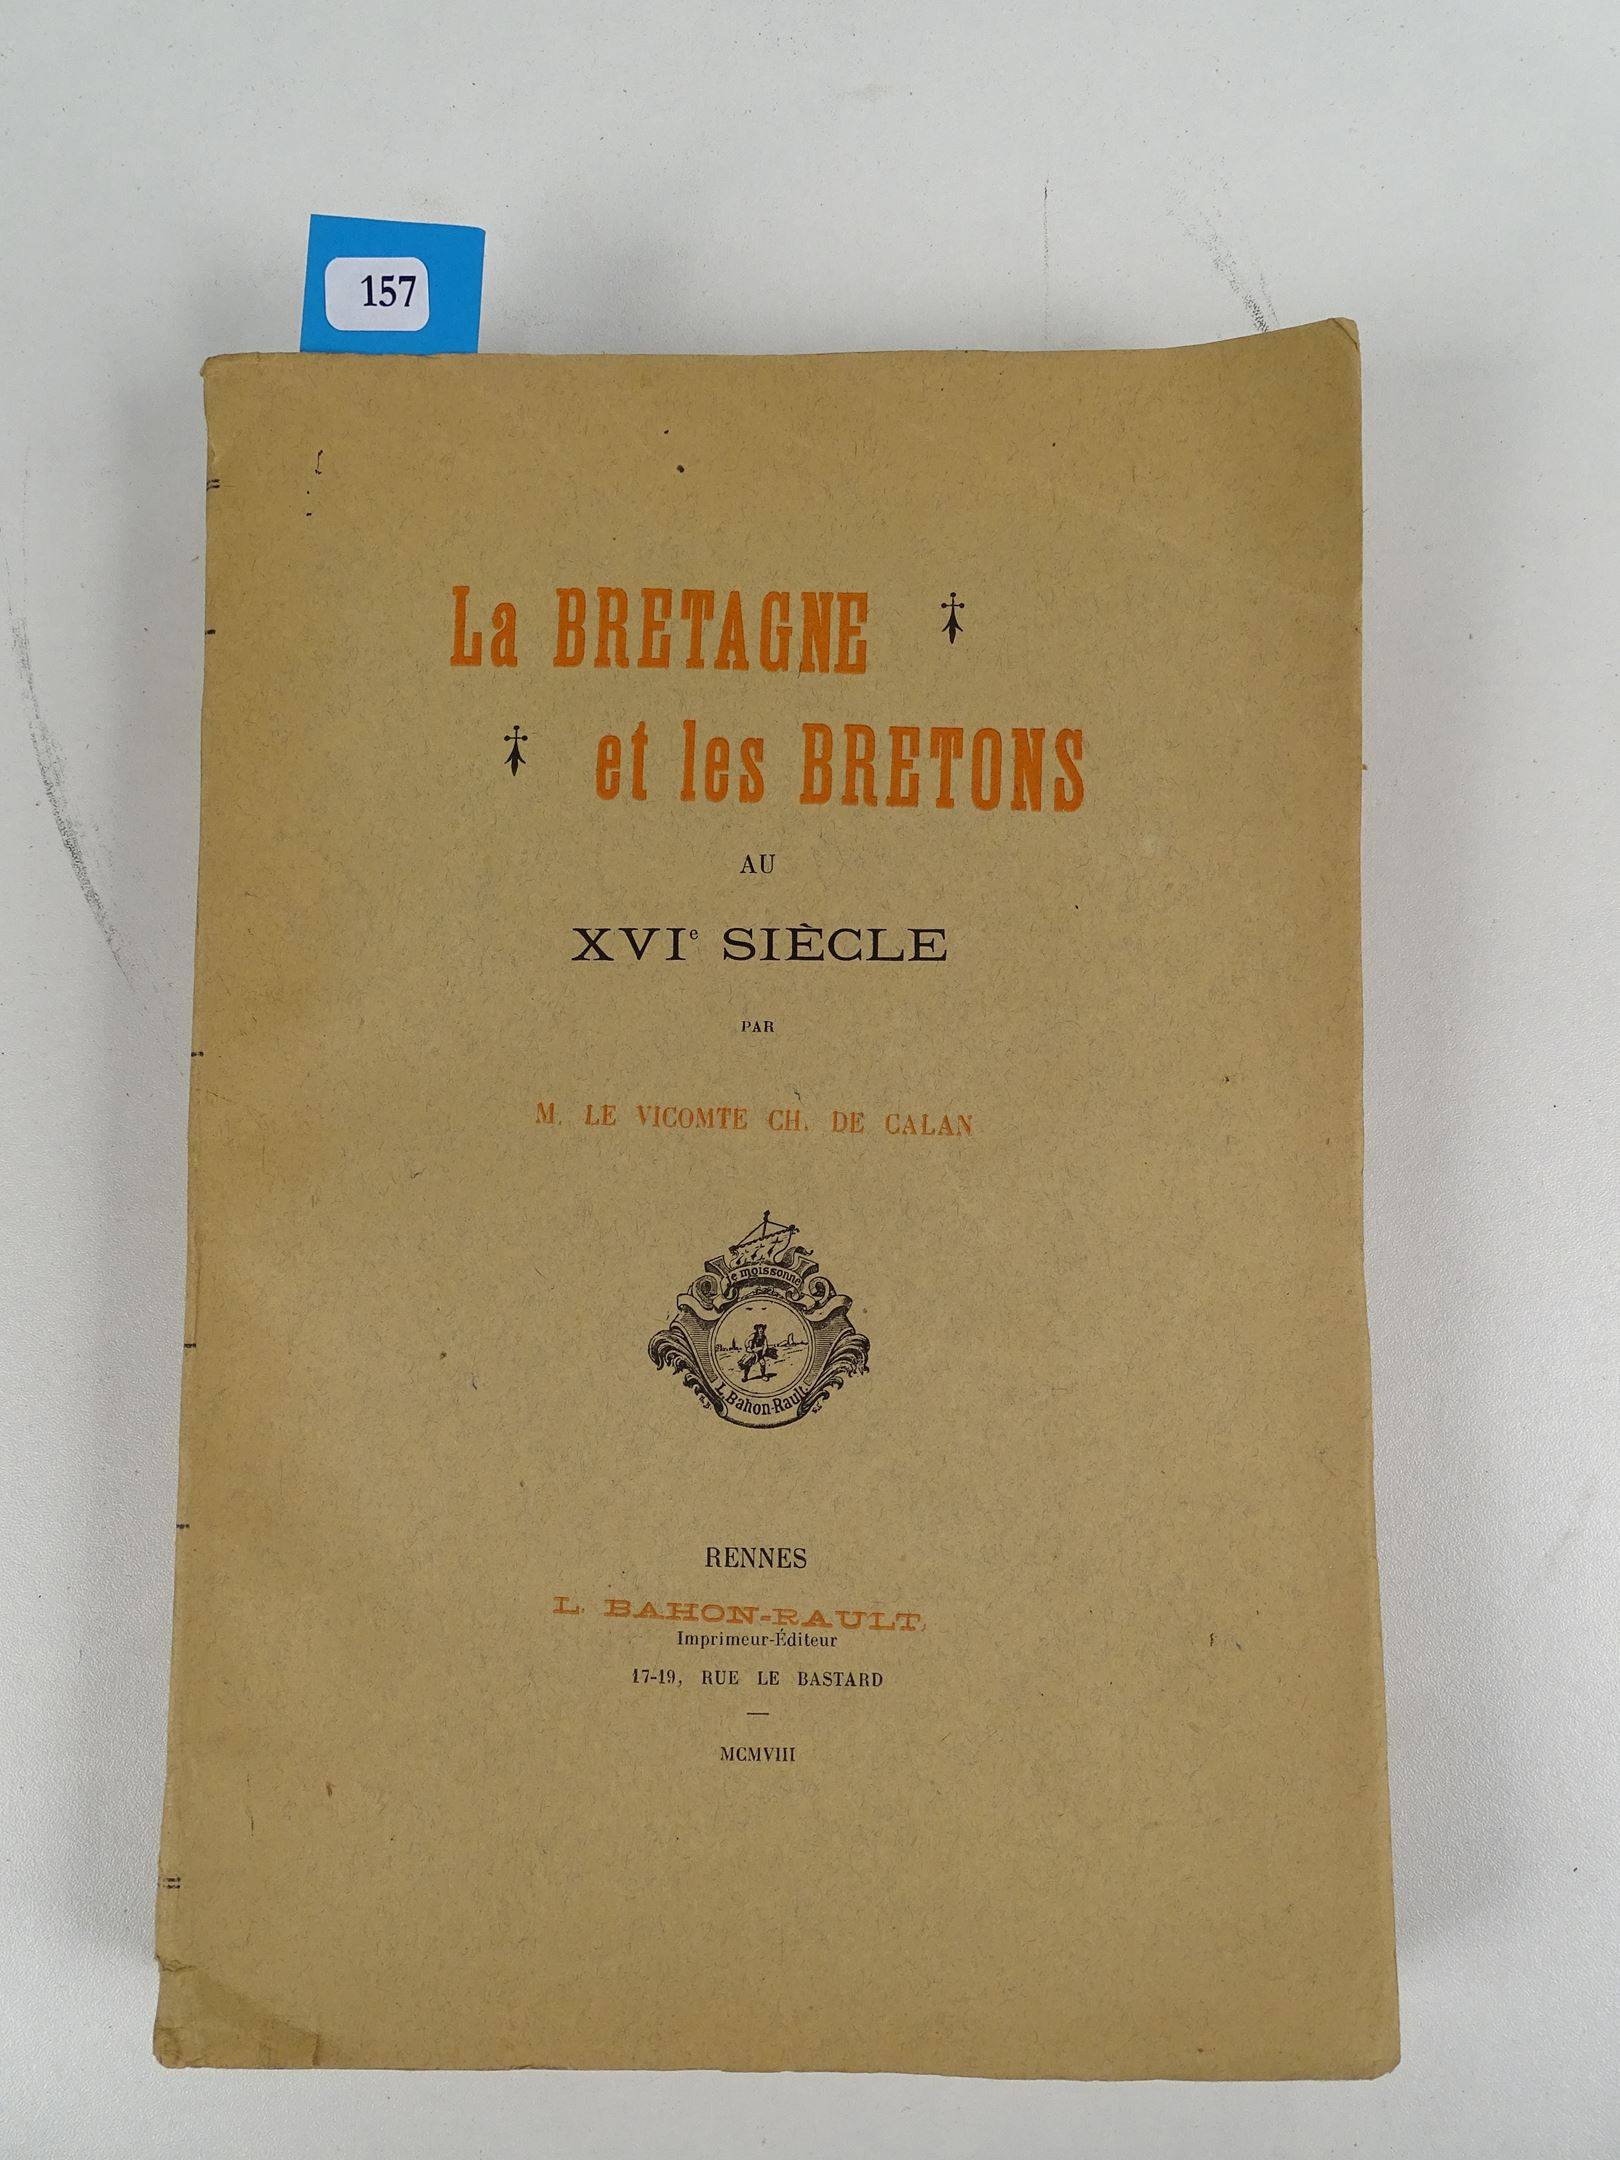 157
La BRETAGNE
et les BRETONS
AU
XVIe SIÈCLE
PAR
M. LE VICOMTE CH. DE CALAN
je moissonne
L. Bahon-Rault
RENNES
L. BAHON-RAULT,
Imprimeur-Éditeur
17-19, RUE LE BASTARD
MCMVIII